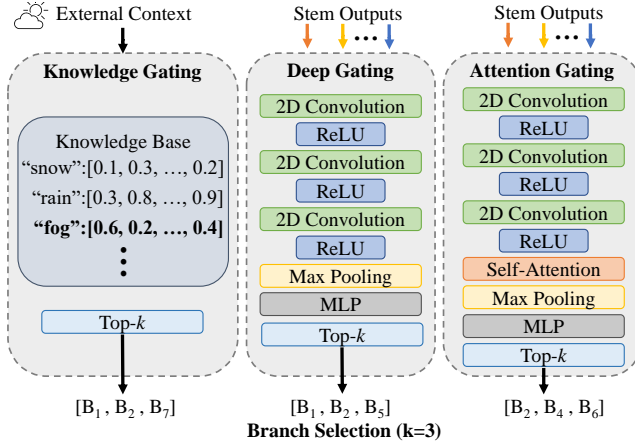 External Context
Knowledge Gating
Knowledge Base
“snow”:[0.1, 0.3, …, 0.2]
“rain”:[0.3, 0.8, …, 0.9]
“fog”:[0.6, 0.2, …, 0.4]
Top-k
[B₁ , B₂ , B₇]
Stem Outputs
Deep Gating
2D Convolution
ReLU
2D Convolution
ReLU
2D Convolution
ReLU
Max Pooling
MLP
Top-k
[B₁ , B₂ , B₅]
Stem Outputs
Attention Gating
2D Convolution
ReLU
2D Convolution
ReLU
2D Convolution
ReLU
Self-Attention
Max Pooling
MLP
Top-k
[B₂ , B₄ , B₆]
Branch Selection (k=3)